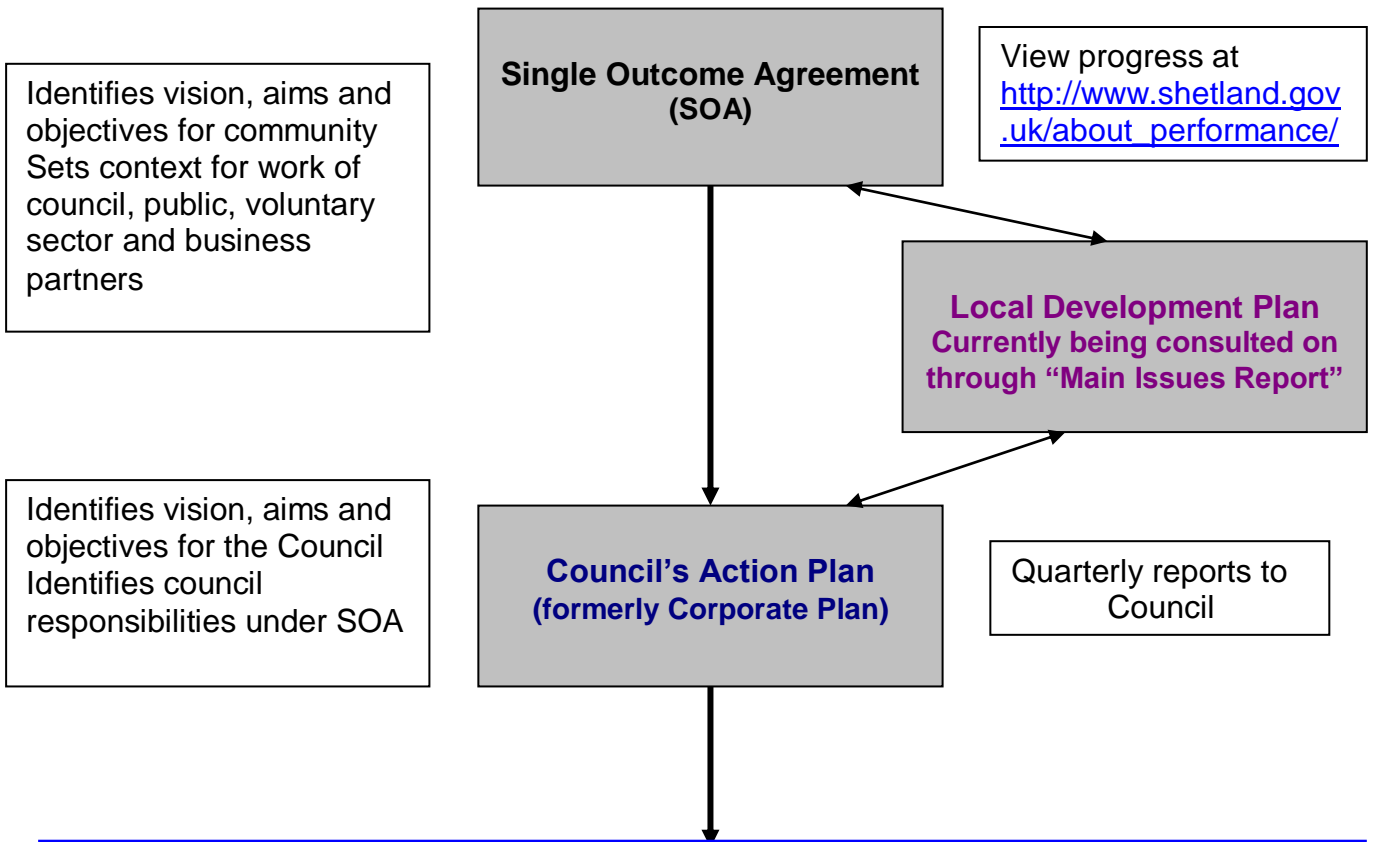 Single Outcome Agreement
(SOA)
View progress at
http://www.shetland.gov
.uk/about_performance/
Identifies vision, aims and
objectives for community
Sets context for work of
council, public, voluntary
sector and business
partners
Local Development Plan
Currently being consulted on
through “Main Issues Report”
Identifies vision, aims and
objectives for the Council
Identifies council
responsibilities under SOA
Council’s Action Plan
(formerly Corporate Plan)
Quarterly reports to
Council